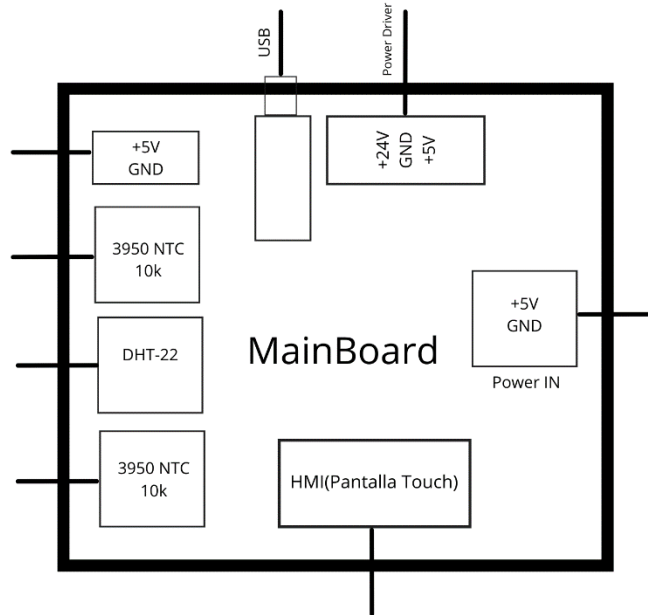 USB
Power Driver
+24V
GND
+5V
+5V
GND
3950 NTC
10k
DHT-22
3950 NTC
10k
MainBoard
+5V
GND
Power IN
HMI(Pantalla Touch)